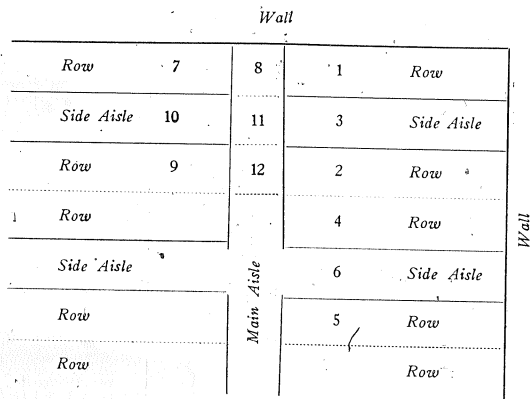 Wall
Row 7 8 1 Row
Side Aisle 10 11 3 Side Aisle
Row 9 12 2 Row
Row 4 Row
Side Aisle 6 Side Aisle
Row 5 Row
Row Row
Main Aisle
Wall